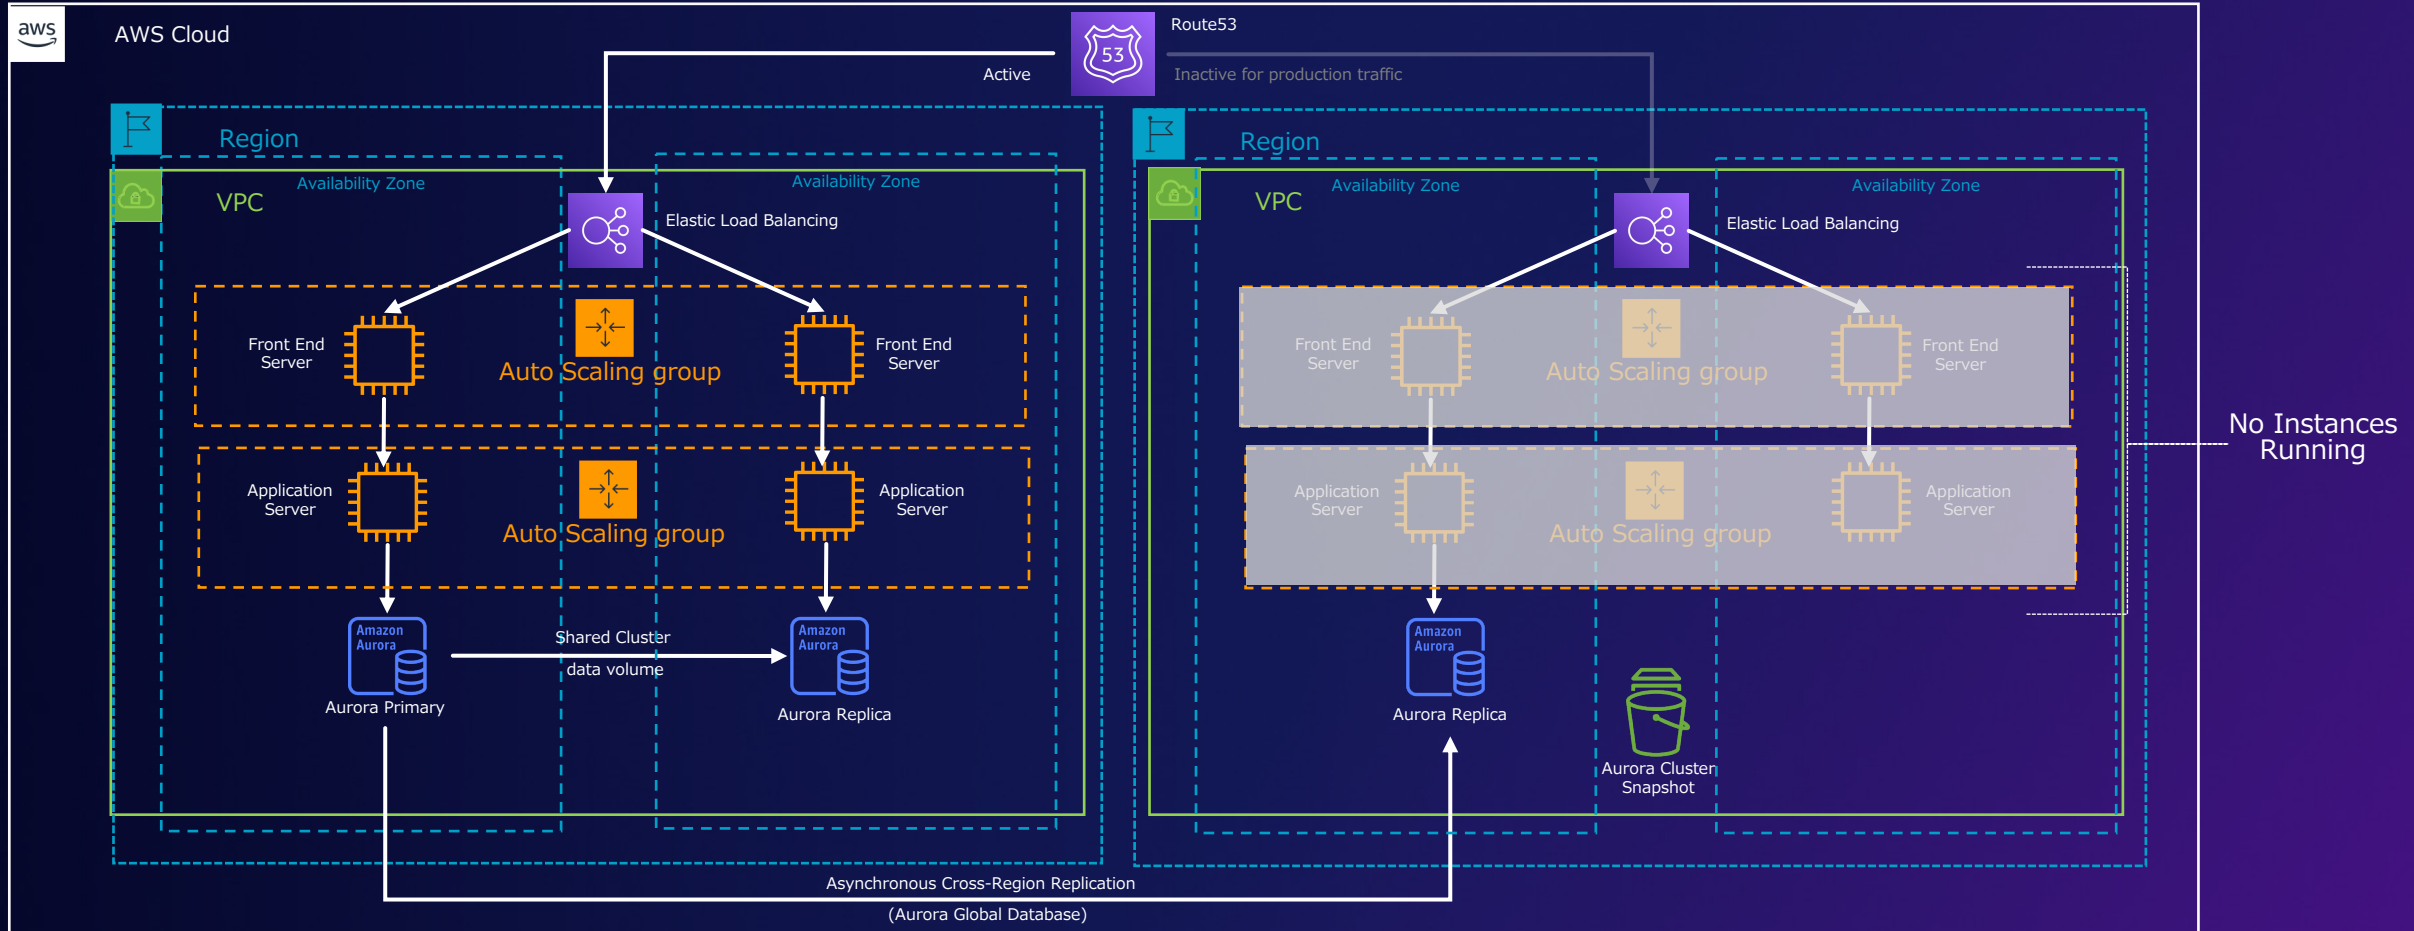 aws
AWS Cloud
53
Route53
Active
Inactive for production traffic
Region
VPC
Availability Zone
Availability Zone
Elastic Load Balancing
Front End
Server
Auto Scaling group
Front End
Server
Application
Server
Auto Scaling group
Application
Server
Amazon
Aurora
Aurora Primary
Shared Cluster
data volume
Amazon
Aurora
Aurora Replica
Region
VPC
Availability Zone
Availability Zone
Elastic Load Balancing
Front End
Server
Auto Scaling group
Front End
Server
Application
Server
Auto Scaling group
Application
Server
Amazon
Aurora
Aurora Replica
Aurora Cluster
Snapshot
No Instances
Running
Asynchronous Cross-Region Replication
(Aurora Global Database)